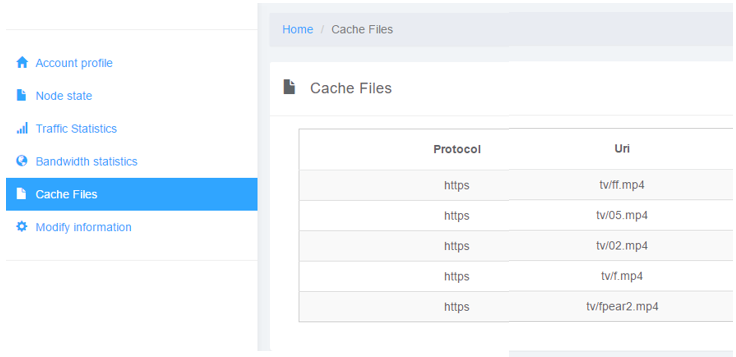 Home / Cache Files
Account profile
Node state
Traffic Statistics
Bandwidth statistics
Cache Files
Modify information
Cache Files
Protocol Uri
https tv/ff.mp4
https tv/05.mp4
https tv/02.mp4
https tv/f.mp4
https tv/fpear2.mp4